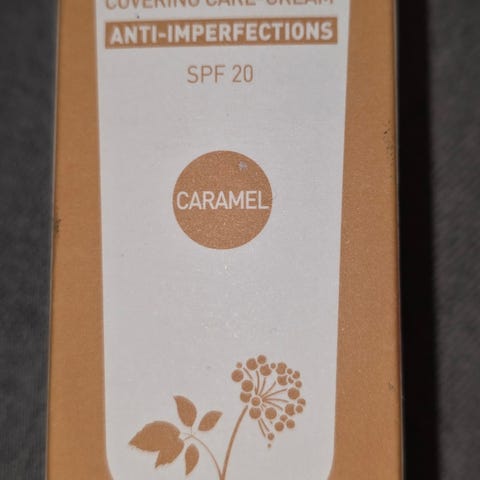 COVERING CARE-CREAM
ANTI-IMPERFECTIONS
SPF 20
CARAMEL